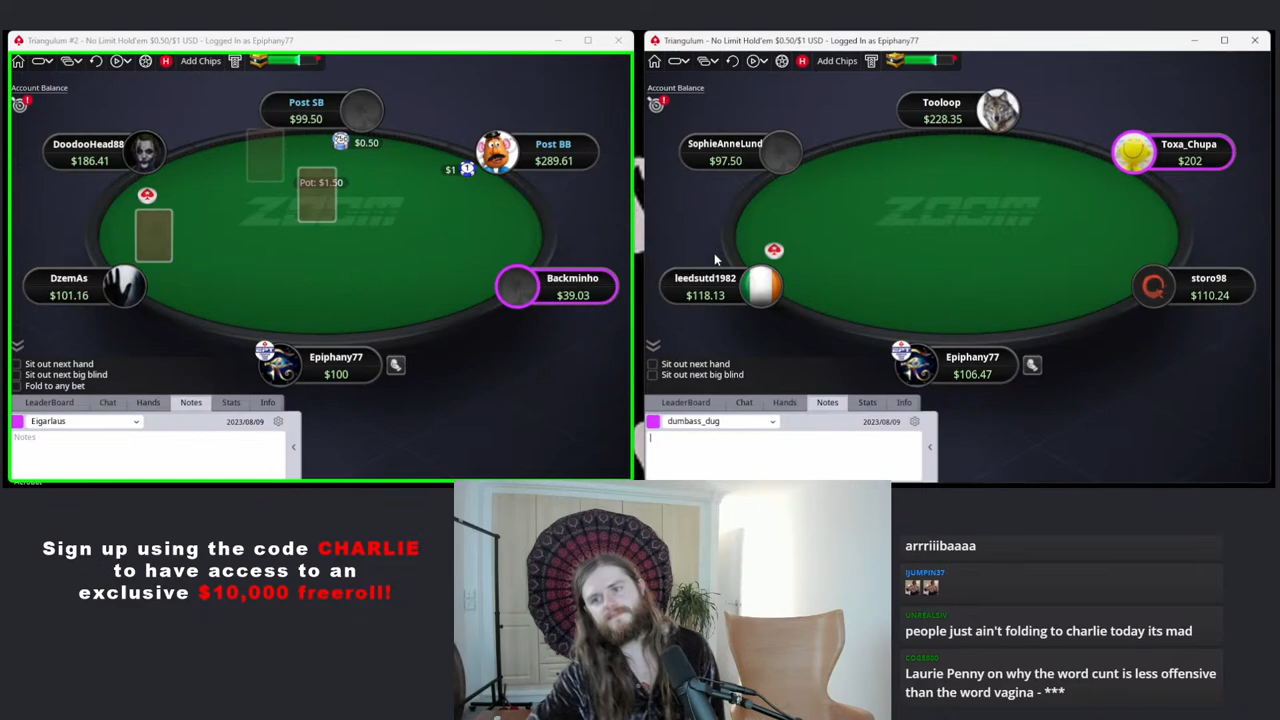 Triangulum #2 - No Limit Hold'em $0.50/$1 USD - Logged In as Epiphany77
Add Chips
Account Balance
Post SB
$99.50
DoodooHead88
$186.41
$0.50
Post BB
$289.61
$1
Pot: $1.50
ZOOM
DzemAs
$101.16
Backminho
$39.03
Epiphany77
$100
Sit out next hand
Sit out next big blind
Fold to any bet
LeaderBoard Chat Hands Notes Stats Info
Eigarlaus 2023/08/09
Notes
Triangulum - No Limit Hold'em $0.50/$1 USD - Logged In as Epiphany77
Add Chips
Account Balance
Tooloop
$228.35
SophieAnneLund
$97.50
Toxa_Chupa
$202
ZOOM
leedsutd1982
$118.13
storo98
$110.24
Epiphany77
$106.47
Sit out next hand
Sit out next big blind
LeaderBoard Chat Hands Notes Stats Info
dumbass_dug 2023/08/09
Sign up using the code CHARLIE
to have access to an
exclusive $10,000 freeroll!
arrriiibaaaa
IJUMPIN37
UNREALSIV
people just ain't folding to charlie today its mad
Laurie Penny on why the word cunt is less offensive
than the word vagina - ***